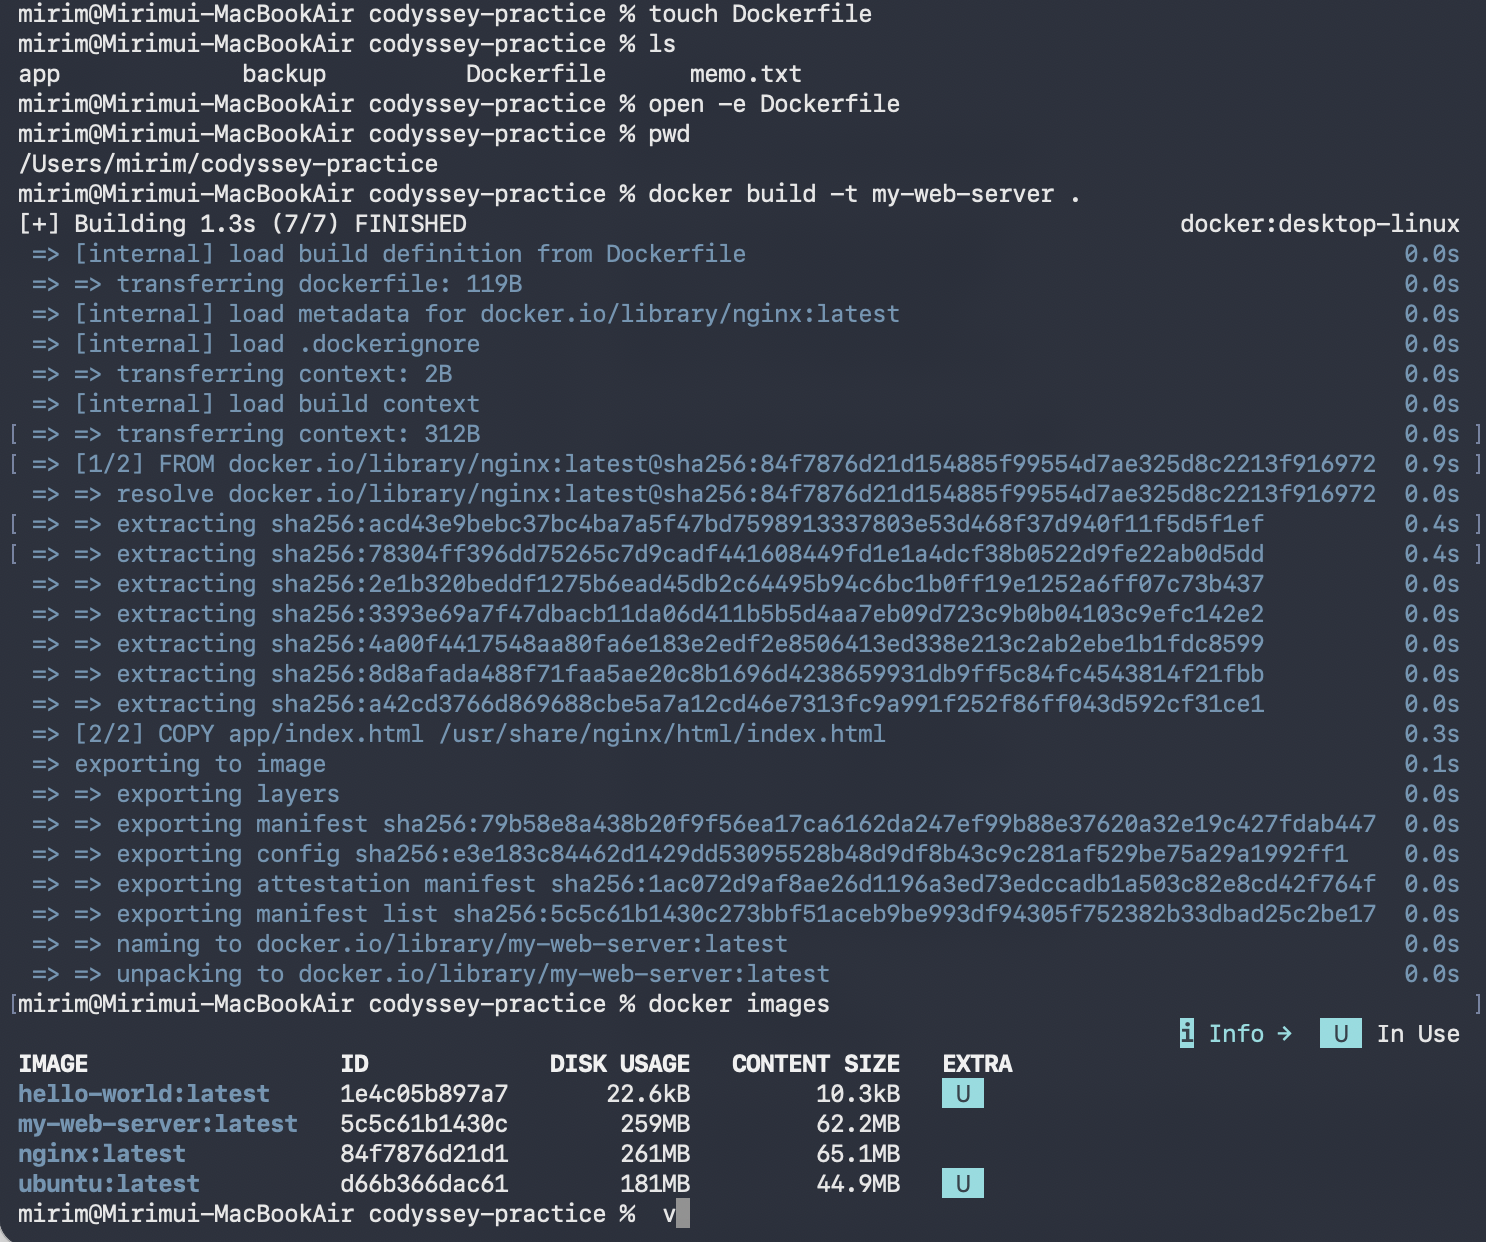 mirim@Mirimui-MacBookAir codyssey-practice % touch Dockerfile
mirim@Mirimui-MacBookAir codyssey-practice % ls
app backup Dockerfile memo.txt
mirim@Mirimui-MacBookAir codyssey-practice % open -e Dockerfile
mirim@Mirimui-MacBookAir codyssey-practice % pwd
/Users/mirim/codyssey-practice
mirim@Mirimui-MacBookAir codyssey-practice % docker build -t my-web-server .
[+] Building 1.3s (7/7) FINISHED docker:desktop-linux
=> [internal] load build definition from Dockerfile 0.0s
=> => transferring dockerfile: 119B 0.0s
=> [internal] load metadata for docker.io/library/nginx:latest 0.0s
=> [internal] load .dockerignore 0.0s
=> => transferring context: 2B 0.0s
=> [internal] load build context 0.0s
[ => => transferring context: 312B 0.0s ]
[ => [1/2] FROM docker.io/library/nginx:latest@sha256:84f7876d21d154885f99554d7ae325d8c2213f916972 0.9s ]
=> => resolve docker.io/library/nginx:latest@sha256:84f7876d21d154885f99554d7ae325d8c2213f916972 0.0s
[ => => extracting sha256:acd43e9bebc37bc4ba7a5f47bd7598913337803e53d468f37d940f11f5d5f1ef 0.4s ]
[ => => extracting sha256:78304ff396dd75265c7d9cadf441608449fd1e1a4dcf38b0522d9fe22ab0d5dd 0.4s ]
=> => extracting sha256:2e1b320beddf1275b6ead45db2c64495b94c6bc1b0ff19e1252a6ff07c73b437 0.0s
=> => extracting sha256:3393e69a7f47dbacb11da06d411b5b5d4aa7eb09d723c9b0b04103c9efc142e2 0.0s
=> => extracting sha256:4a00f4417548aa80fa6e183e2edf2e8506413ed338e213c2ab2ebe1b1fdc8599 0.0s
=> => extracting sha256:8d8afada488f71faa5ae20c8b1696d4238659931db9ff5c84fc4543814f21fbb 0.0s
=> => extracting sha256:a42cd3766d869688cbe5a7a12cd46e7313fc9a991f252f86ff043d592cf31ce1 0.0s
=> [2/2] COPY app/index.html /usr/share/nginx/html/index.html 0.3s
=> exporting to image 0.1s
=> => exporting layers 0.0s
=> => exporting manifest sha256:79b58e8a438b20f9f56ea17ca6162da247ef99b88e37620a32e19c427fdab447 0.0s
=> => exporting config sha256:e3e183c84462d1429dd53095528b48d9df8b43c9c281af529be75a29a1992ff1 0.0s
=> => exporting attestation manifest sha256:1ac072d9af8ae26d1196a3ed73edccadb1a503c82e8cd42f764f 0.0s
=> => exporting manifest list sha256:5c5c61b1430c273bbf51aceb9be993df94305f752382b33dbad25c2be17 0.0s
=> => naming to docker.io/library/my-web-server:latest 0.0s
=> => unpacking to docker.io/library/my-web-server:latest 0.0s
[mirim@Mirimui-MacBookAir codyssey-practice % docker images ]
i Info → U In Use
IMAGE ID DISK USAGE CONTENT SIZE EXTRA
hello-world:latest 1e4c05b897a7 22.6kB 10.3kB U
my-web-server:latest 5c5c61b1430c 259MB 62.2MB
nginx:latest 84f7876d21d1 261MB 65.1MB
ubuntu:latest d66b366dac61 181MB 44.9MB U
mirim@Mirimui-MacBookAir codyssey-practice % v